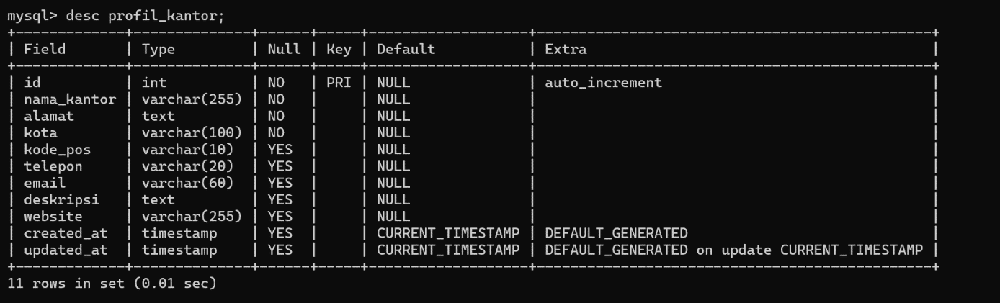 mysql> desc profil_kantor;
+-------------+--------------+------+-----+-------------------+-----------------------------------------------+
| Field       | Type         | Null | Key | Default           | Extra                                         |
+-------------+--------------+------+-----+-------------------+-----------------------------------------------+
| id          | int          | NO   | PRI | NULL              | auto_increment                                |
| nama_kantor | varchar(255) | NO   |     | NULL              |                                               |
| alamat      | text         | NO   |     | NULL              |                                               |
| kota        | varchar(100) | NO   |     | NULL              |                                               |
| kode_pos    | varchar(10)  | YES  |     | NULL              |                                               |
| telepon     | varchar(20)  | YES  |     | NULL              |                                               |
| email       | varchar(60)  | YES  |     | NULL              |                                               |
| deskripsi   | text         | YES  |     | NULL              |                                               |
| website     | varchar(255) | YES  |     | NULL              |                                               |
| created_at  | timestamp    | YES  |     | CURRENT_TIMESTAMP | DEFAULT_GENERATED                             |
| updated_at  | timestamp    | YES  |     | CURRENT_TIMESTAMP | DEFAULT_GENERATED on update CURRENT_TIMESTAMP |
+-------------+--------------+------+-----+-------------------+-----------------------------------------------+
11 rows in set (0.01 sec)